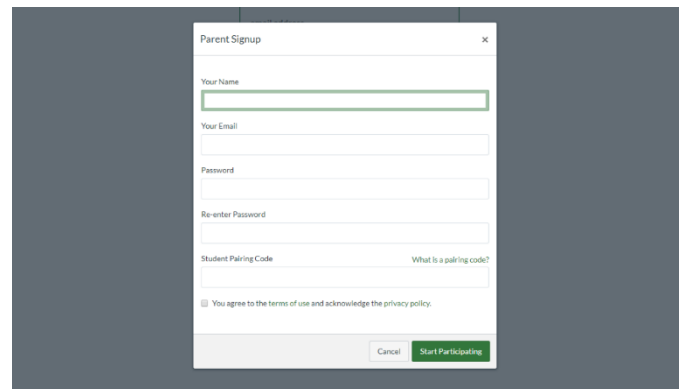 Parent Signup ×
Your Name
Your Email
Password
Re-enter Password
Student Pairing Code What is a pairing code?
You agree to the terms of use and acknowledge the privacy policy.
Cancel Start Participating